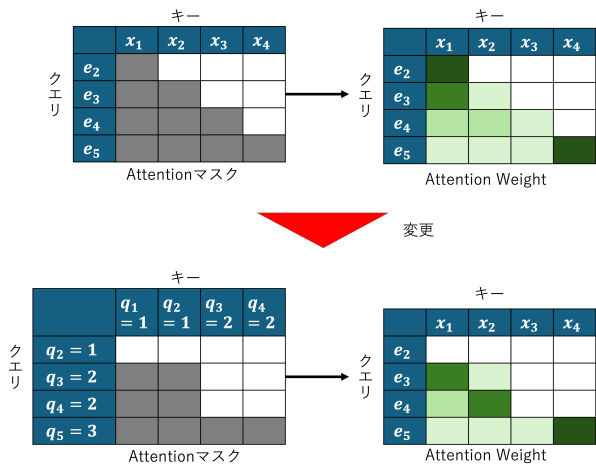 キー
キー
x₁ x₂ x₃ x₄
x₁ x₂ x₃ x₄
クエリ
e₂
e₃
e₄
e₅
クエリ
e₂
e₃
e₄
e₅
Attentionマスク
Attention Weight
変更
キー
キー
q₁ = 1 q₂ = 1 q₃ = 2 q₄ = 2
x₁ x₂ x₃ x₄
クエリ
q₂ = 1
q₃ = 2
q₄ = 2
q₅ = 3
クエリ
e₂
e₃
e₄
e₅
Attentionマスク
Attention Weight